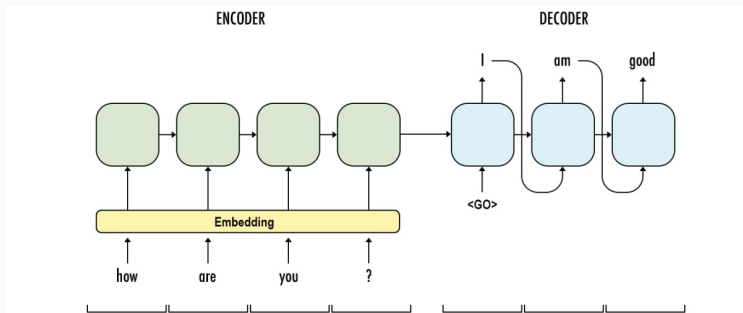 ENCODER DECODER
I am good
Embedding
<GO>
how are you ?